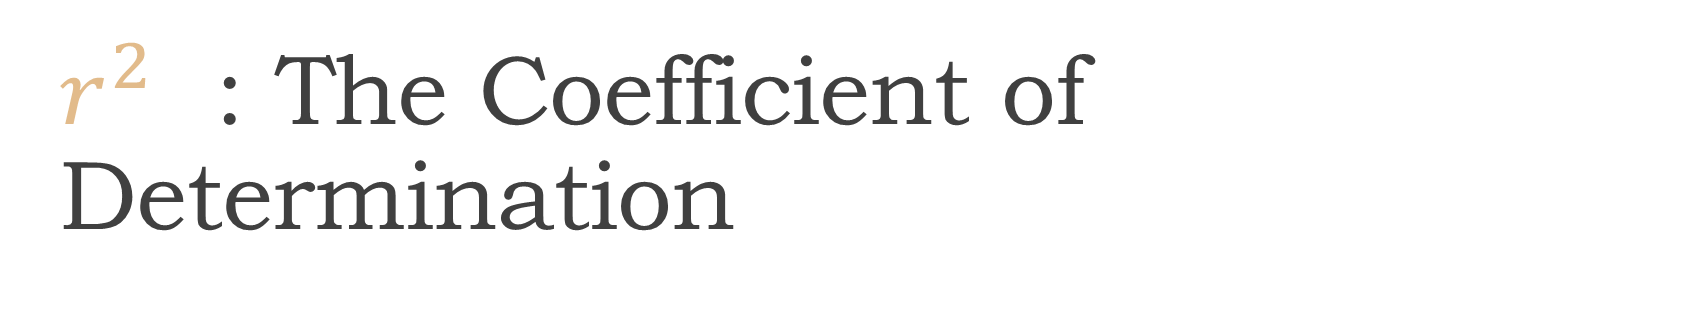 r² : The Coefficient of
Determination